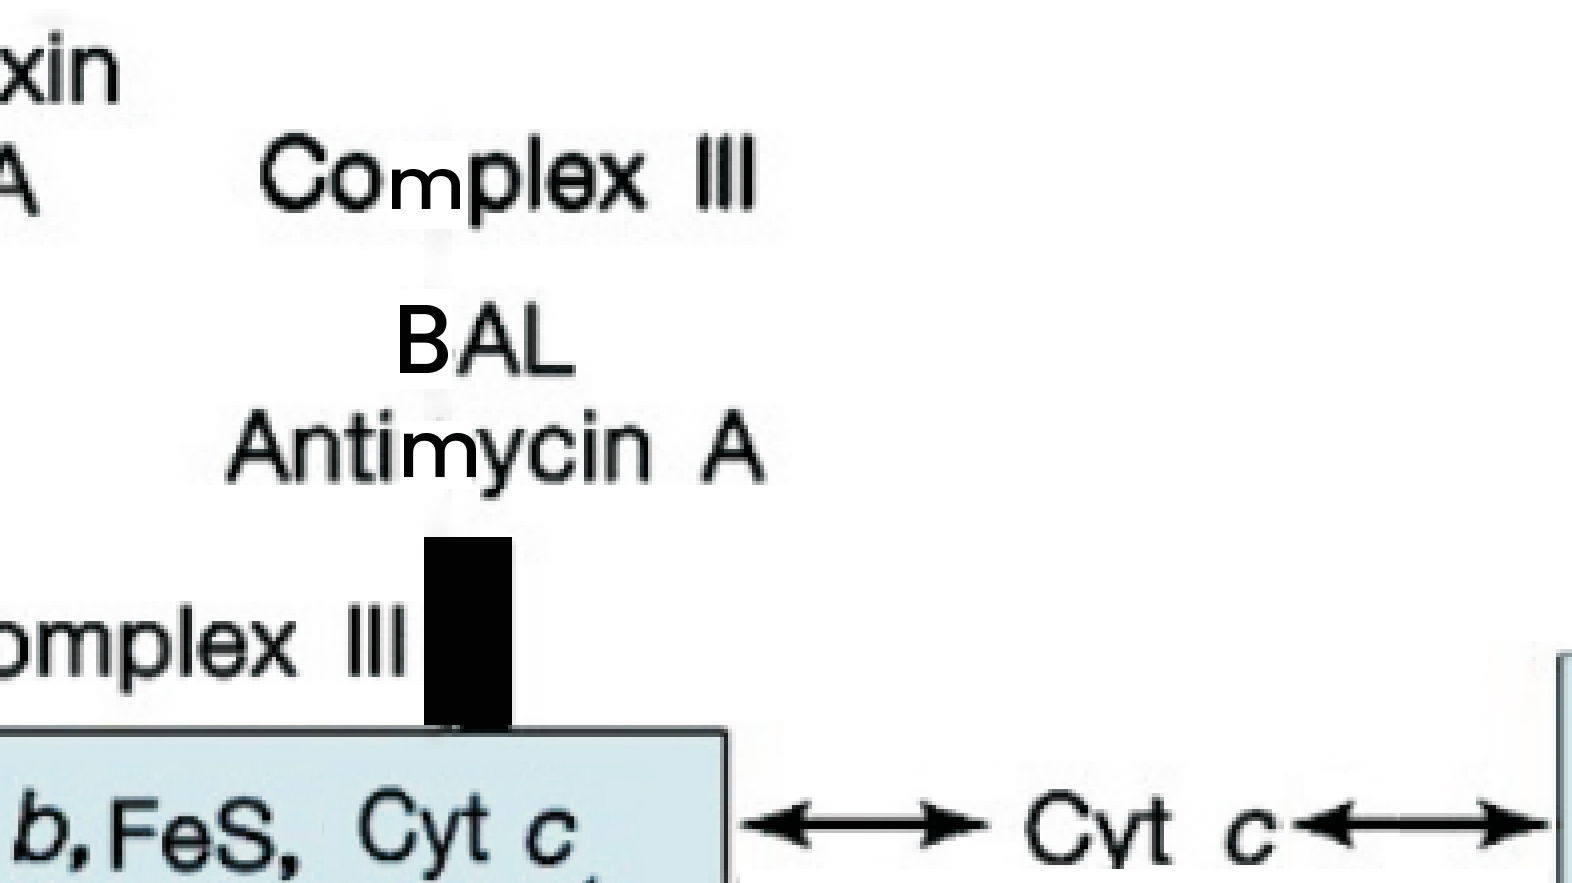 xin
A Complex III
BAL
Antimycin A
omplex III
b, FeS, Cyt c Cyt c